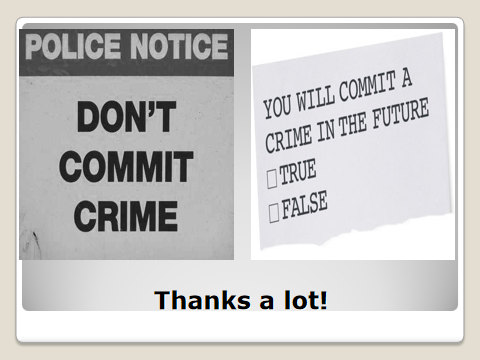 POLICE NOTICE
DON'T
COMMIT
CRIME
YOU WILL COMMIT A
CRIME IN THE FUTURE
□ TRUE
□ FALSE
Thanks a lot!